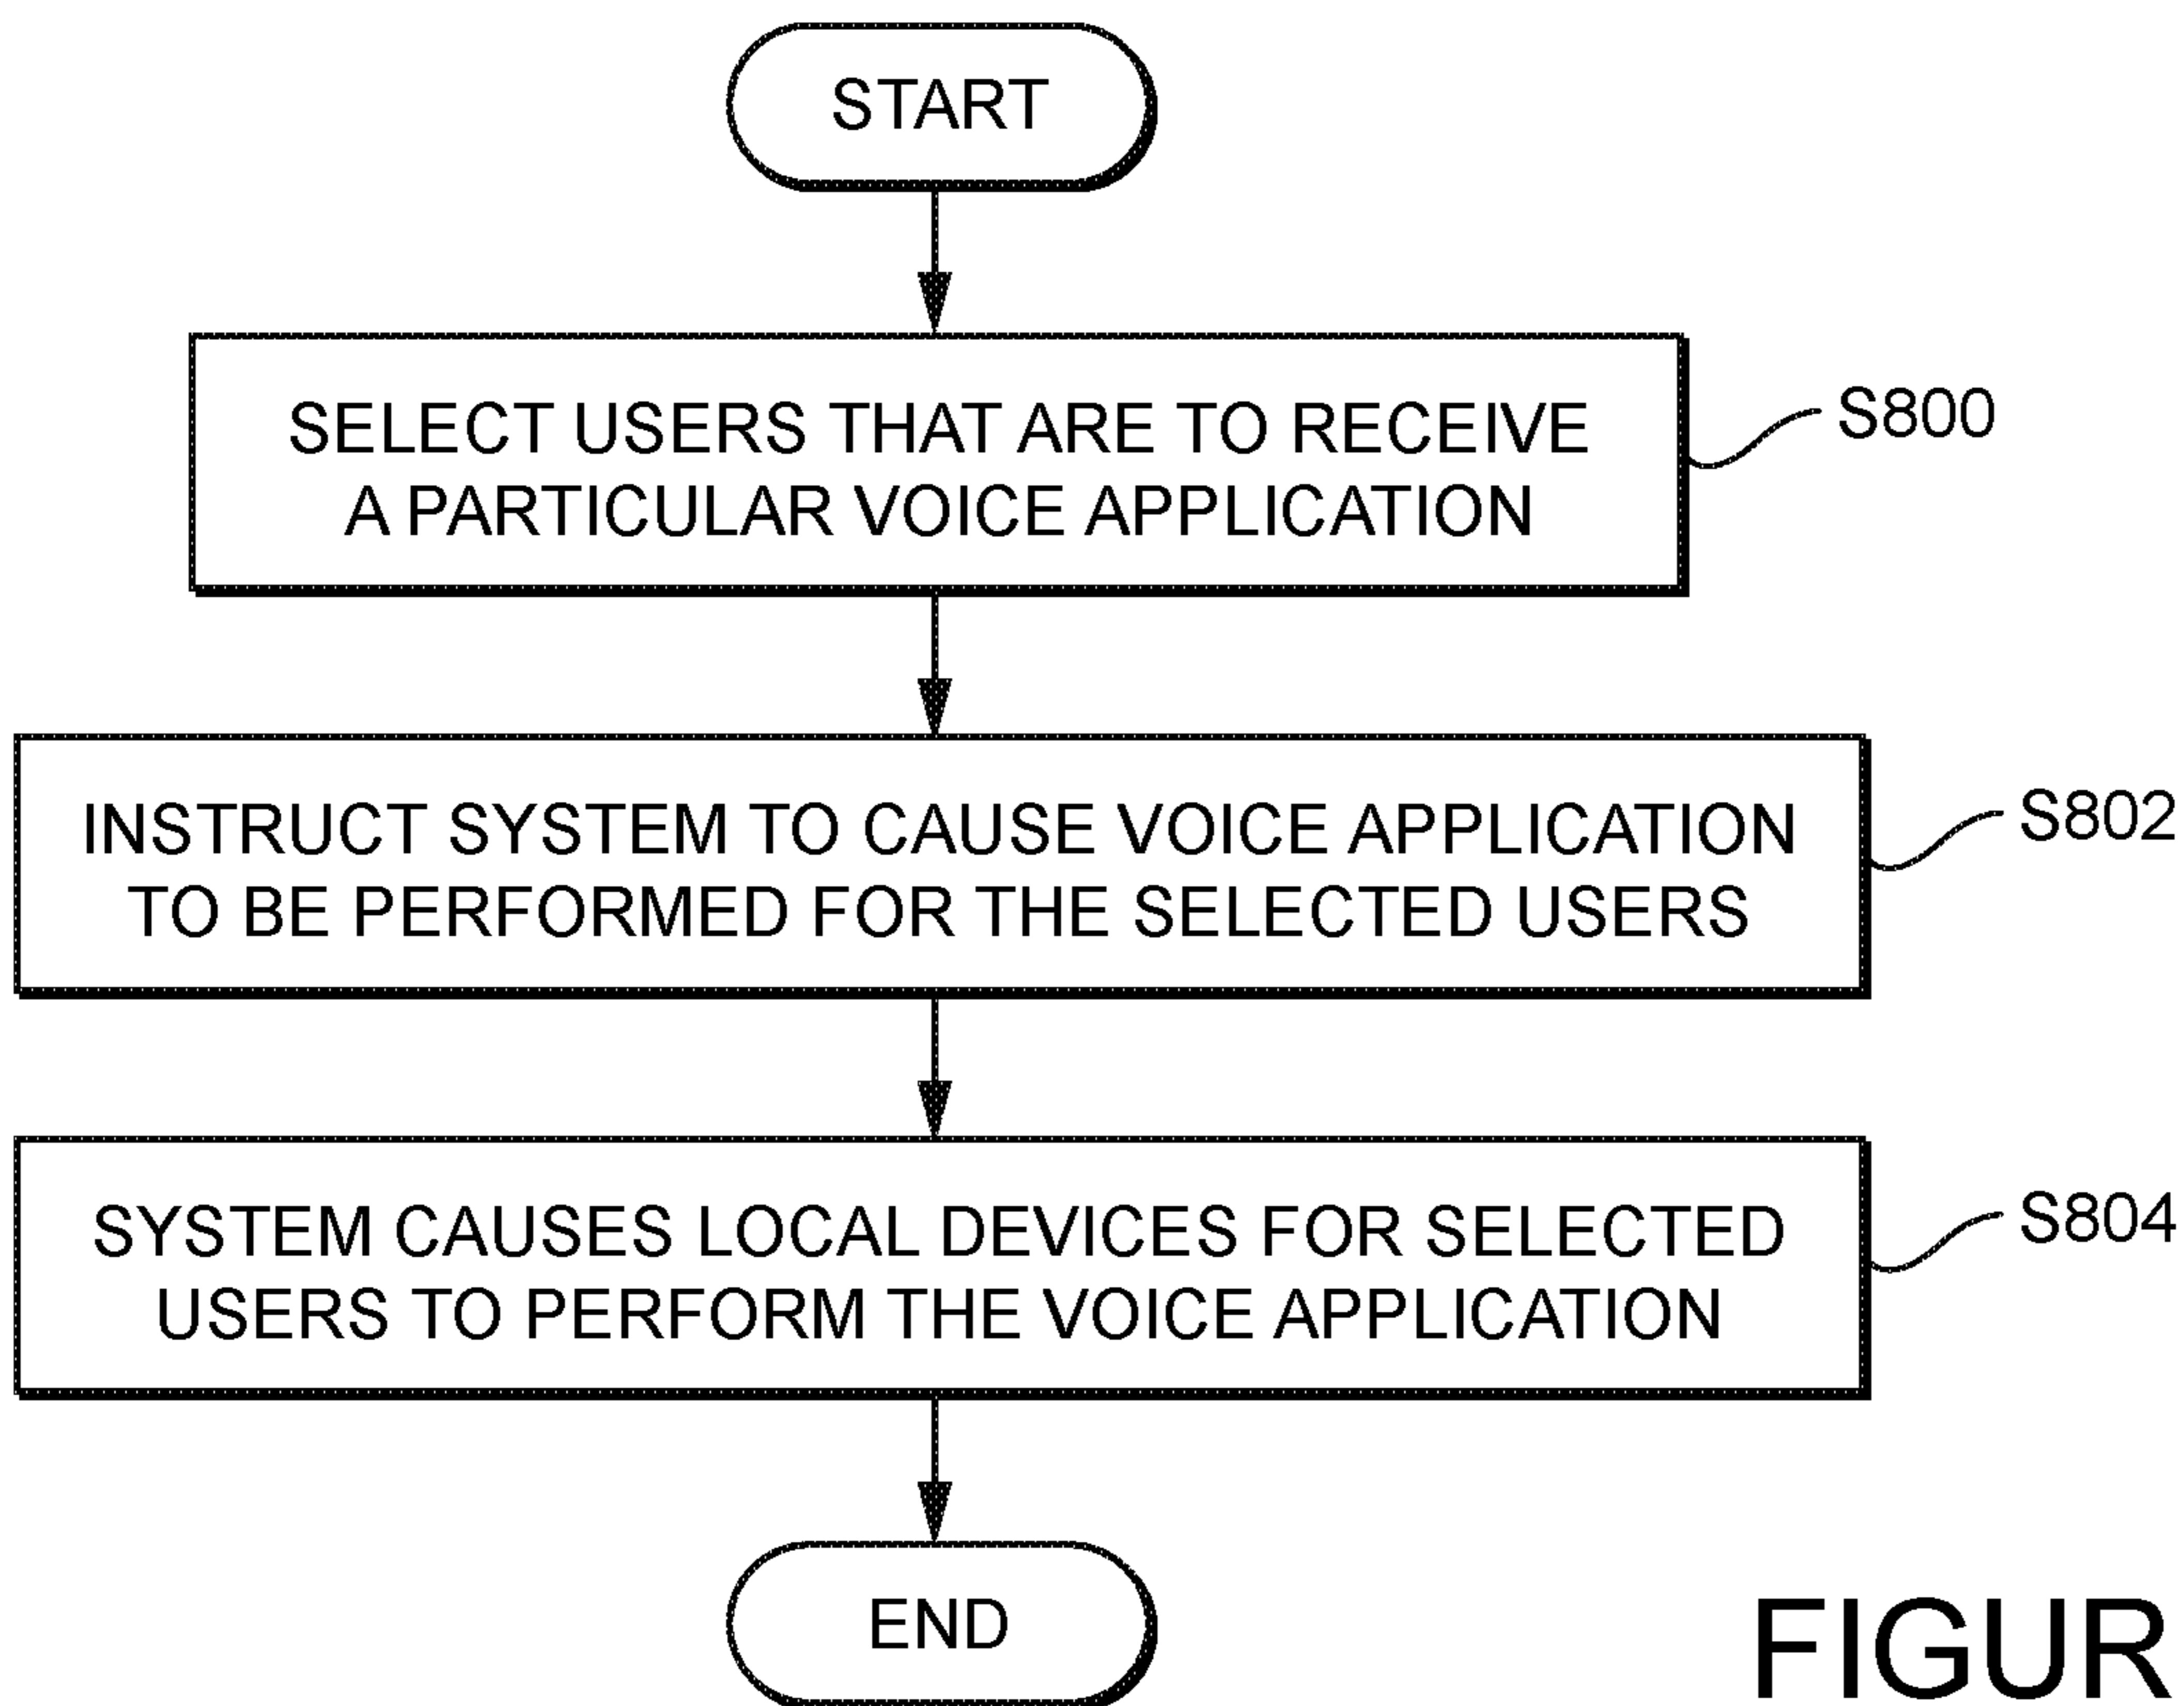 START
SELECT USERS THAT ARE TO RECEIVE
A PARTICULAR VOICE APPLICATION
S800
INSTRUCT SYSTEM TO CAUSE VOICE APPLICATION
TO BE PERFORMED FOR THE SELECTED USERS
S802
SYSTEM CAUSES LOCAL DEVICES FOR SELECTED
USERS TO PERFORM THE VOICE APPLICATION
S804
END
FIGUR